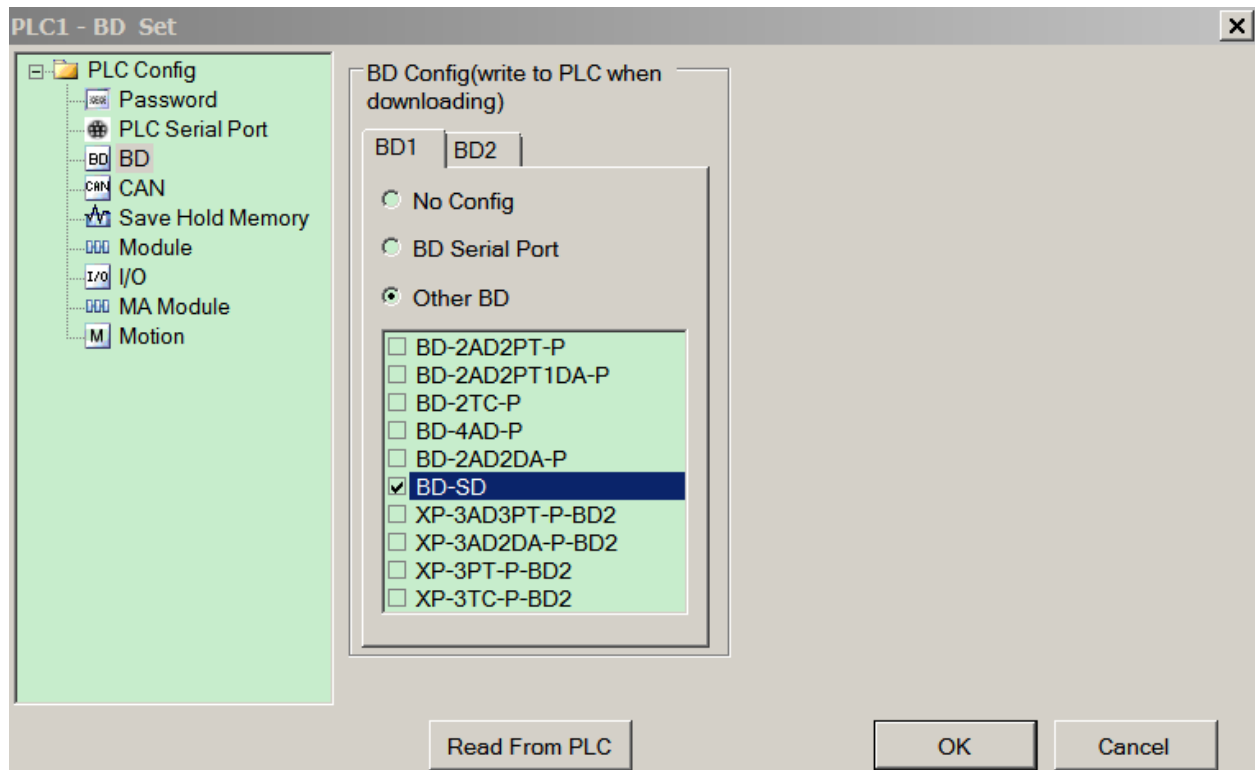 PLC1 - BD Set
PLC Config
Password
PLC Serial Port
BD BD
CAN CAN
Save Hold Memory
Module
I/O I/O
MA Module
M Motion
BD Config(write to PLC when
downloading)
BD1 BD2
No Config
BD Serial Port
Other BD
BD-2AD2PT-P
BD-2AD2PT1DA-P
BD-2TC-P
BD-4AD-P
BD-2AD2DA-P
BD-SD
XP-3AD3PT-P-BD2
XP-3AD2DA-P-BD2
XP-3PT-P-BD2
XP-3TC-P-BD2
Read From PLC OK Cancel